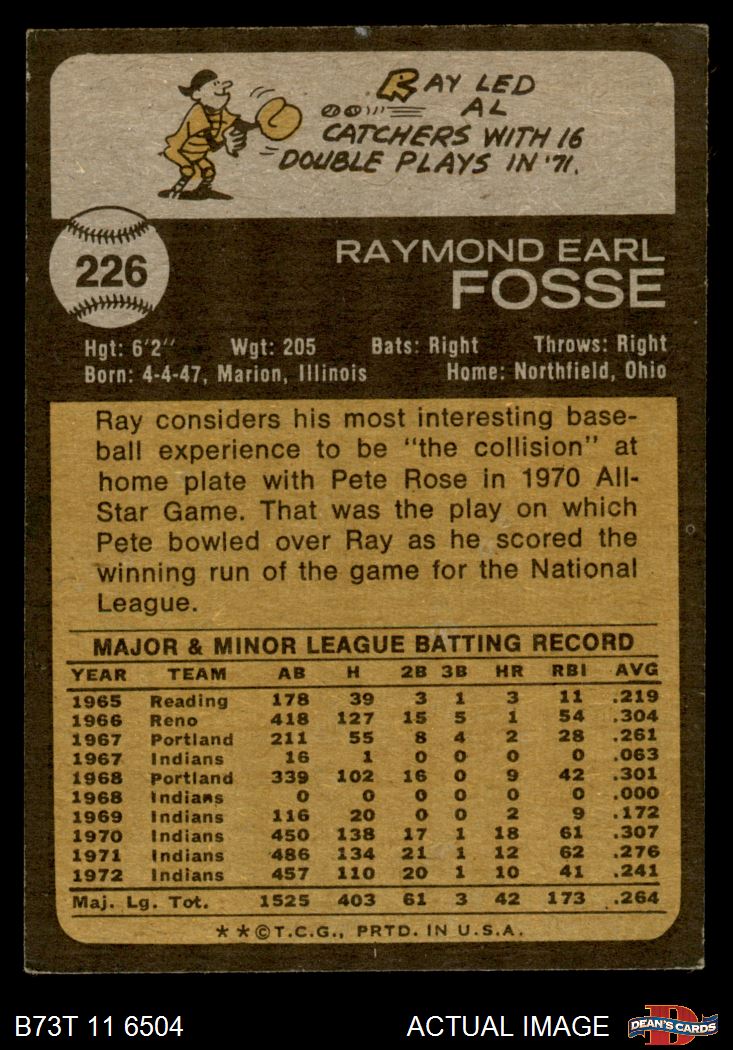 RAY LED
AL
CATCHERS WITH 16
DOUBLE PLAYS IN '71.
226
RAYMOND EARL
FOSSE
Hgt: 6'2" Wgt: 205 Bats: Right Throws: Right
Born: 4-4-47, Marion, Illinois Home: Northfield, Ohio
Ray considers his most interesting base-
ball experience to be "the collision" at
home plate with Pete Rose in 1970 All-
Star Game. That was the play on which
Pete bowled over Ray as he scored the
winning run of the game for the National
League.
MAJOR & MINOR LEAGUE BATTING RECORD
YEAR TEAM AB H 2B 3B HR RBI AVG
1965 Reading 178 39 3 1 3 11 .219
1966 Reno 418 127 15 5 1 54 .304
1967 Portland 211 55 8 4 2 28 .261
1967 Indians 16 1 0 0 0 0 .063
1968 Portland 339 102 16 0 9 42 .301
1968 Indians 0 0 0 0 0 0 .000
1969 Indians 116 20 0 0 2 9 .172
1970 Indians 450 138 17 1 18 61 .307
1971 Indians 486 134 21 1 12 62 .276
1972 Indians 457 110 20 1 10 41 .241
Maj. Lg. Tot. 1525 403 61 3 42 173 .264
**©T.C.G., PRTD. IN U.S.A.
B73T 11 6504 ACTUAL IMAGE
D
DEAN'S CARDS